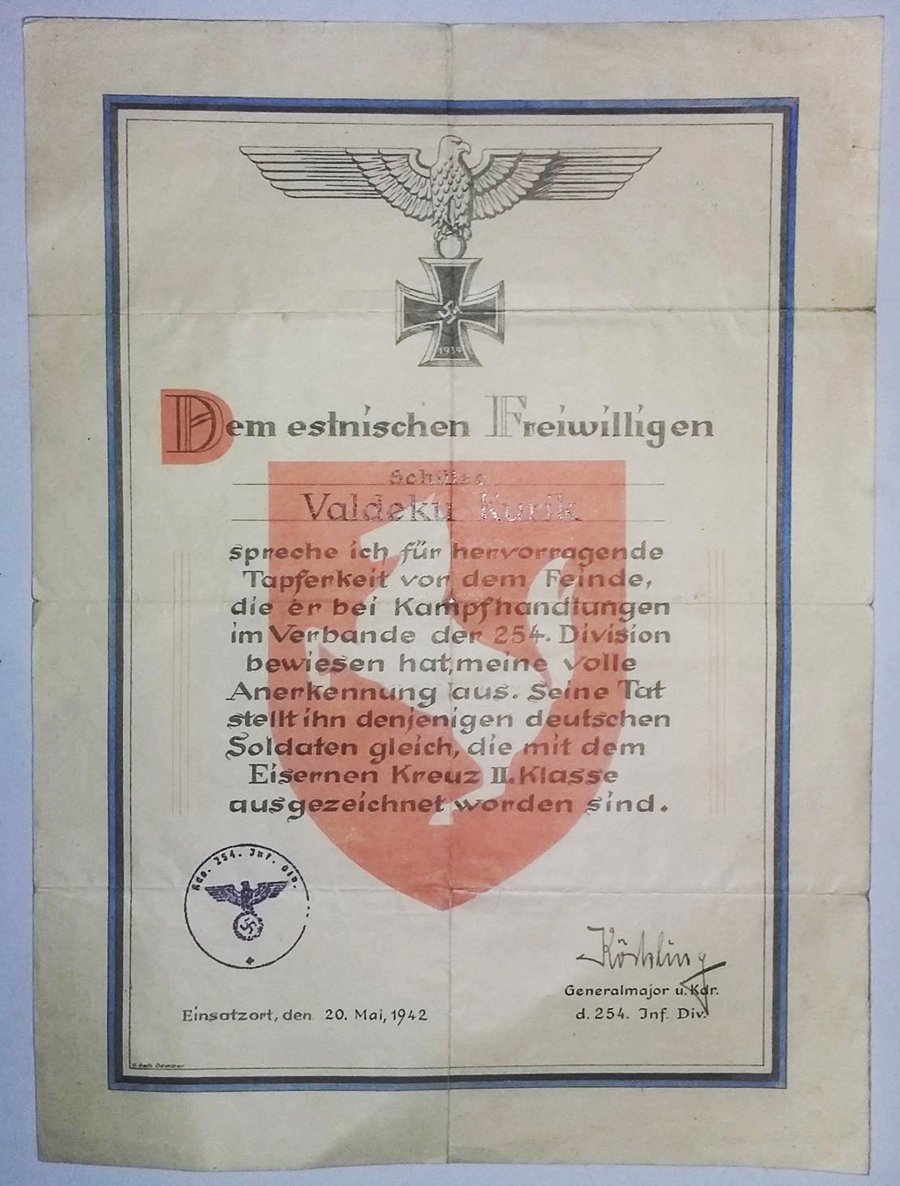 1939
Dem estnischen Freiwilligen
Schütze
Valdeku Kurik
spreche ich für hervorragende
Tapferkeit vor dem Feinde,
die er bei Kampfhandlungen
im Verbande der 254. Division
bewiesen hat, meine volle
Anerkennung aus. Seine Tat
stellt ihn denjenigen deutschen
Soldaten gleich, die mit dem
Eisernen Kreuz II. Klasse
ausgezeichnet worden sind.
Kdo. 254. Inf. Div.
Köchling
Generalmajor u. Kdr.
d. 254. Inf. Div.
Einsatzort, den 20. Mai, 1942